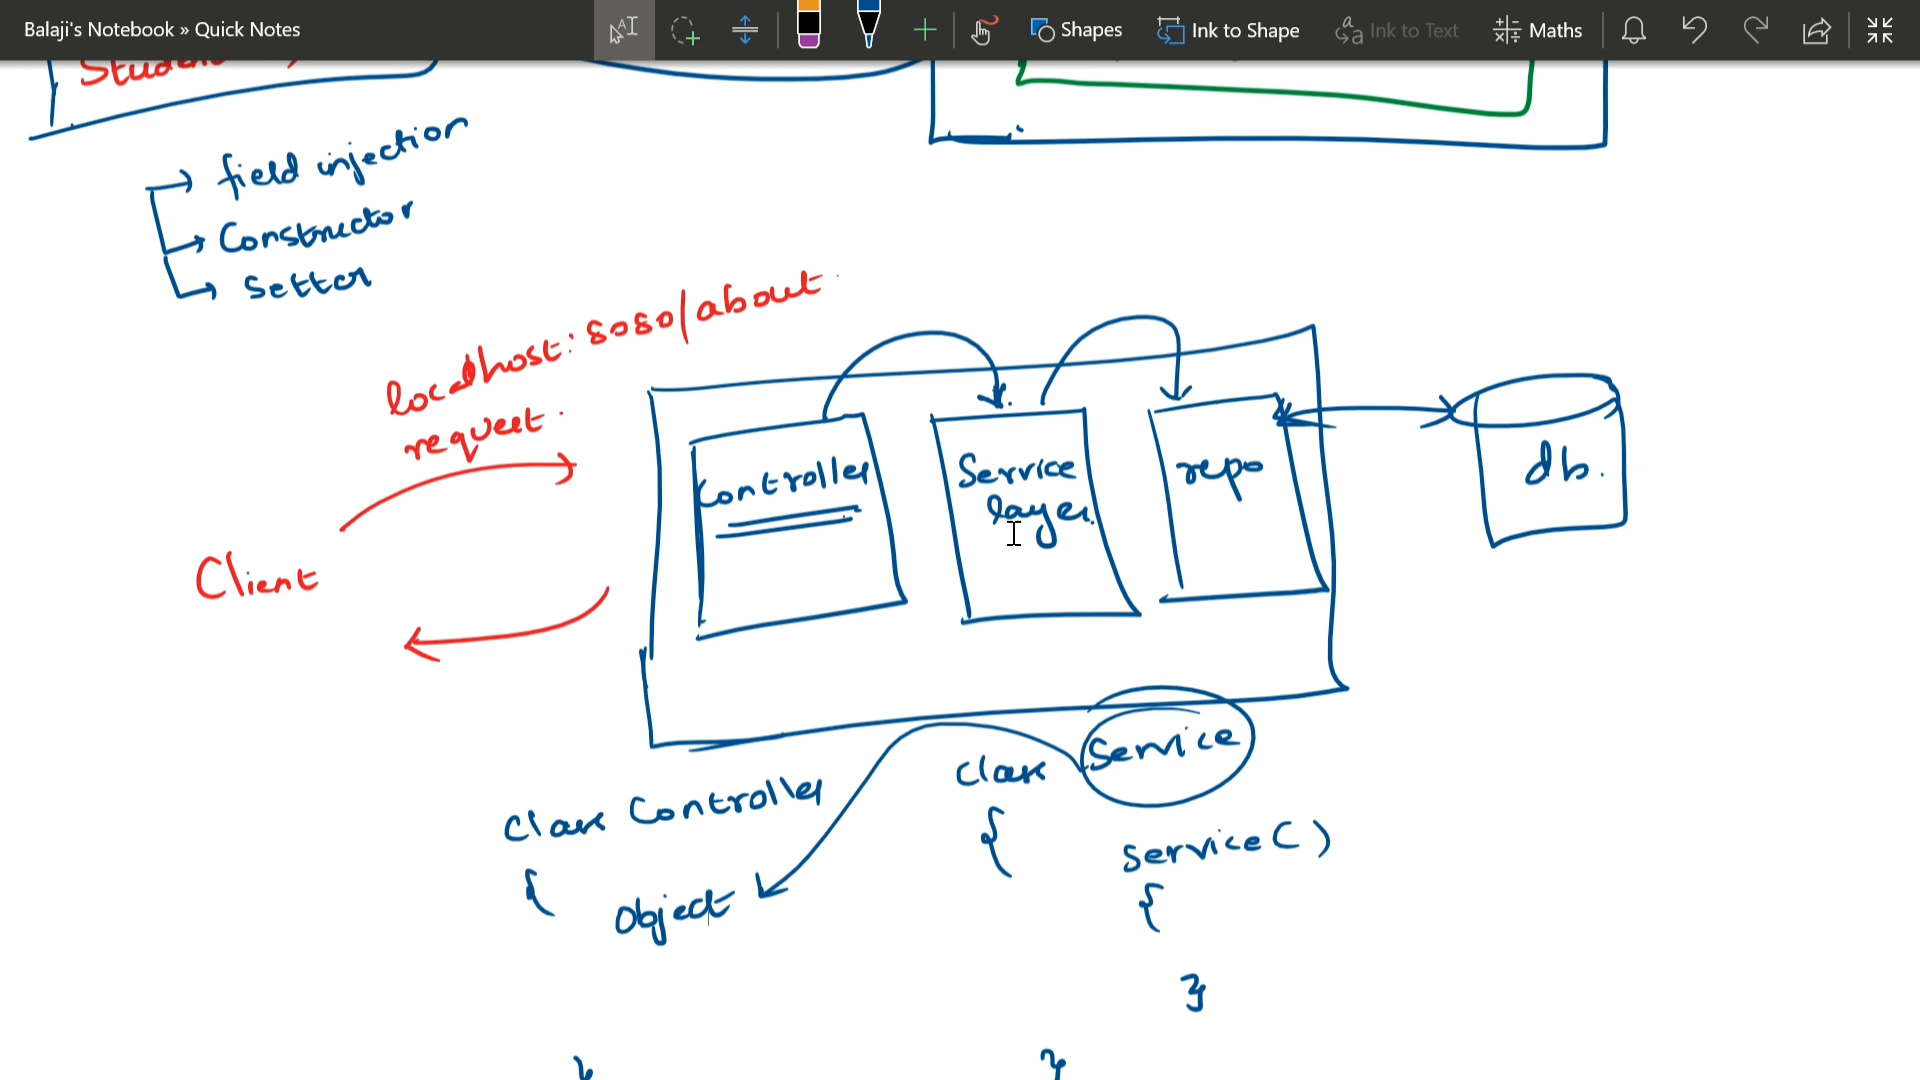 Balaji's Notebook » Quick Notes
Shapes
Ink to Shape
Ink to Text
Maths
field injection
Constructor
Setter
localhost:8080/about
request.
Controller
Service
layer
repo
db.
Client
Class Controller
{
Object
Class Service
{
Service()
{
}
}
}